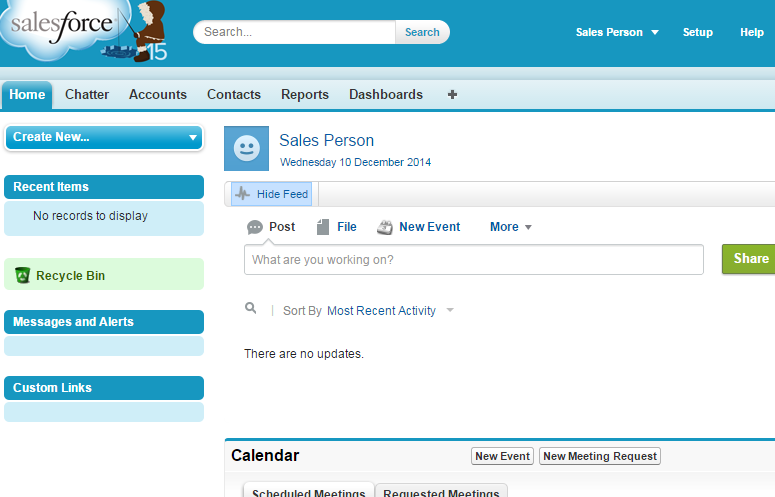 salesforce
15
Search... Search
Sales Person Setup Help
Home Chatter Accounts Contacts Reports Dashboards +
Create New...
Recent Items
No records to display
Recycle Bin
Messages and Alerts
Custom Links
Sales Person
Wednesday 10 December 2014
Hide Feed
Post File New Event More
What are you working on? Share
Sort By Most Recent Activity
There are no updates.
Calendar New Event New Meeting Request
Scheduled Meetings Requested Meetings